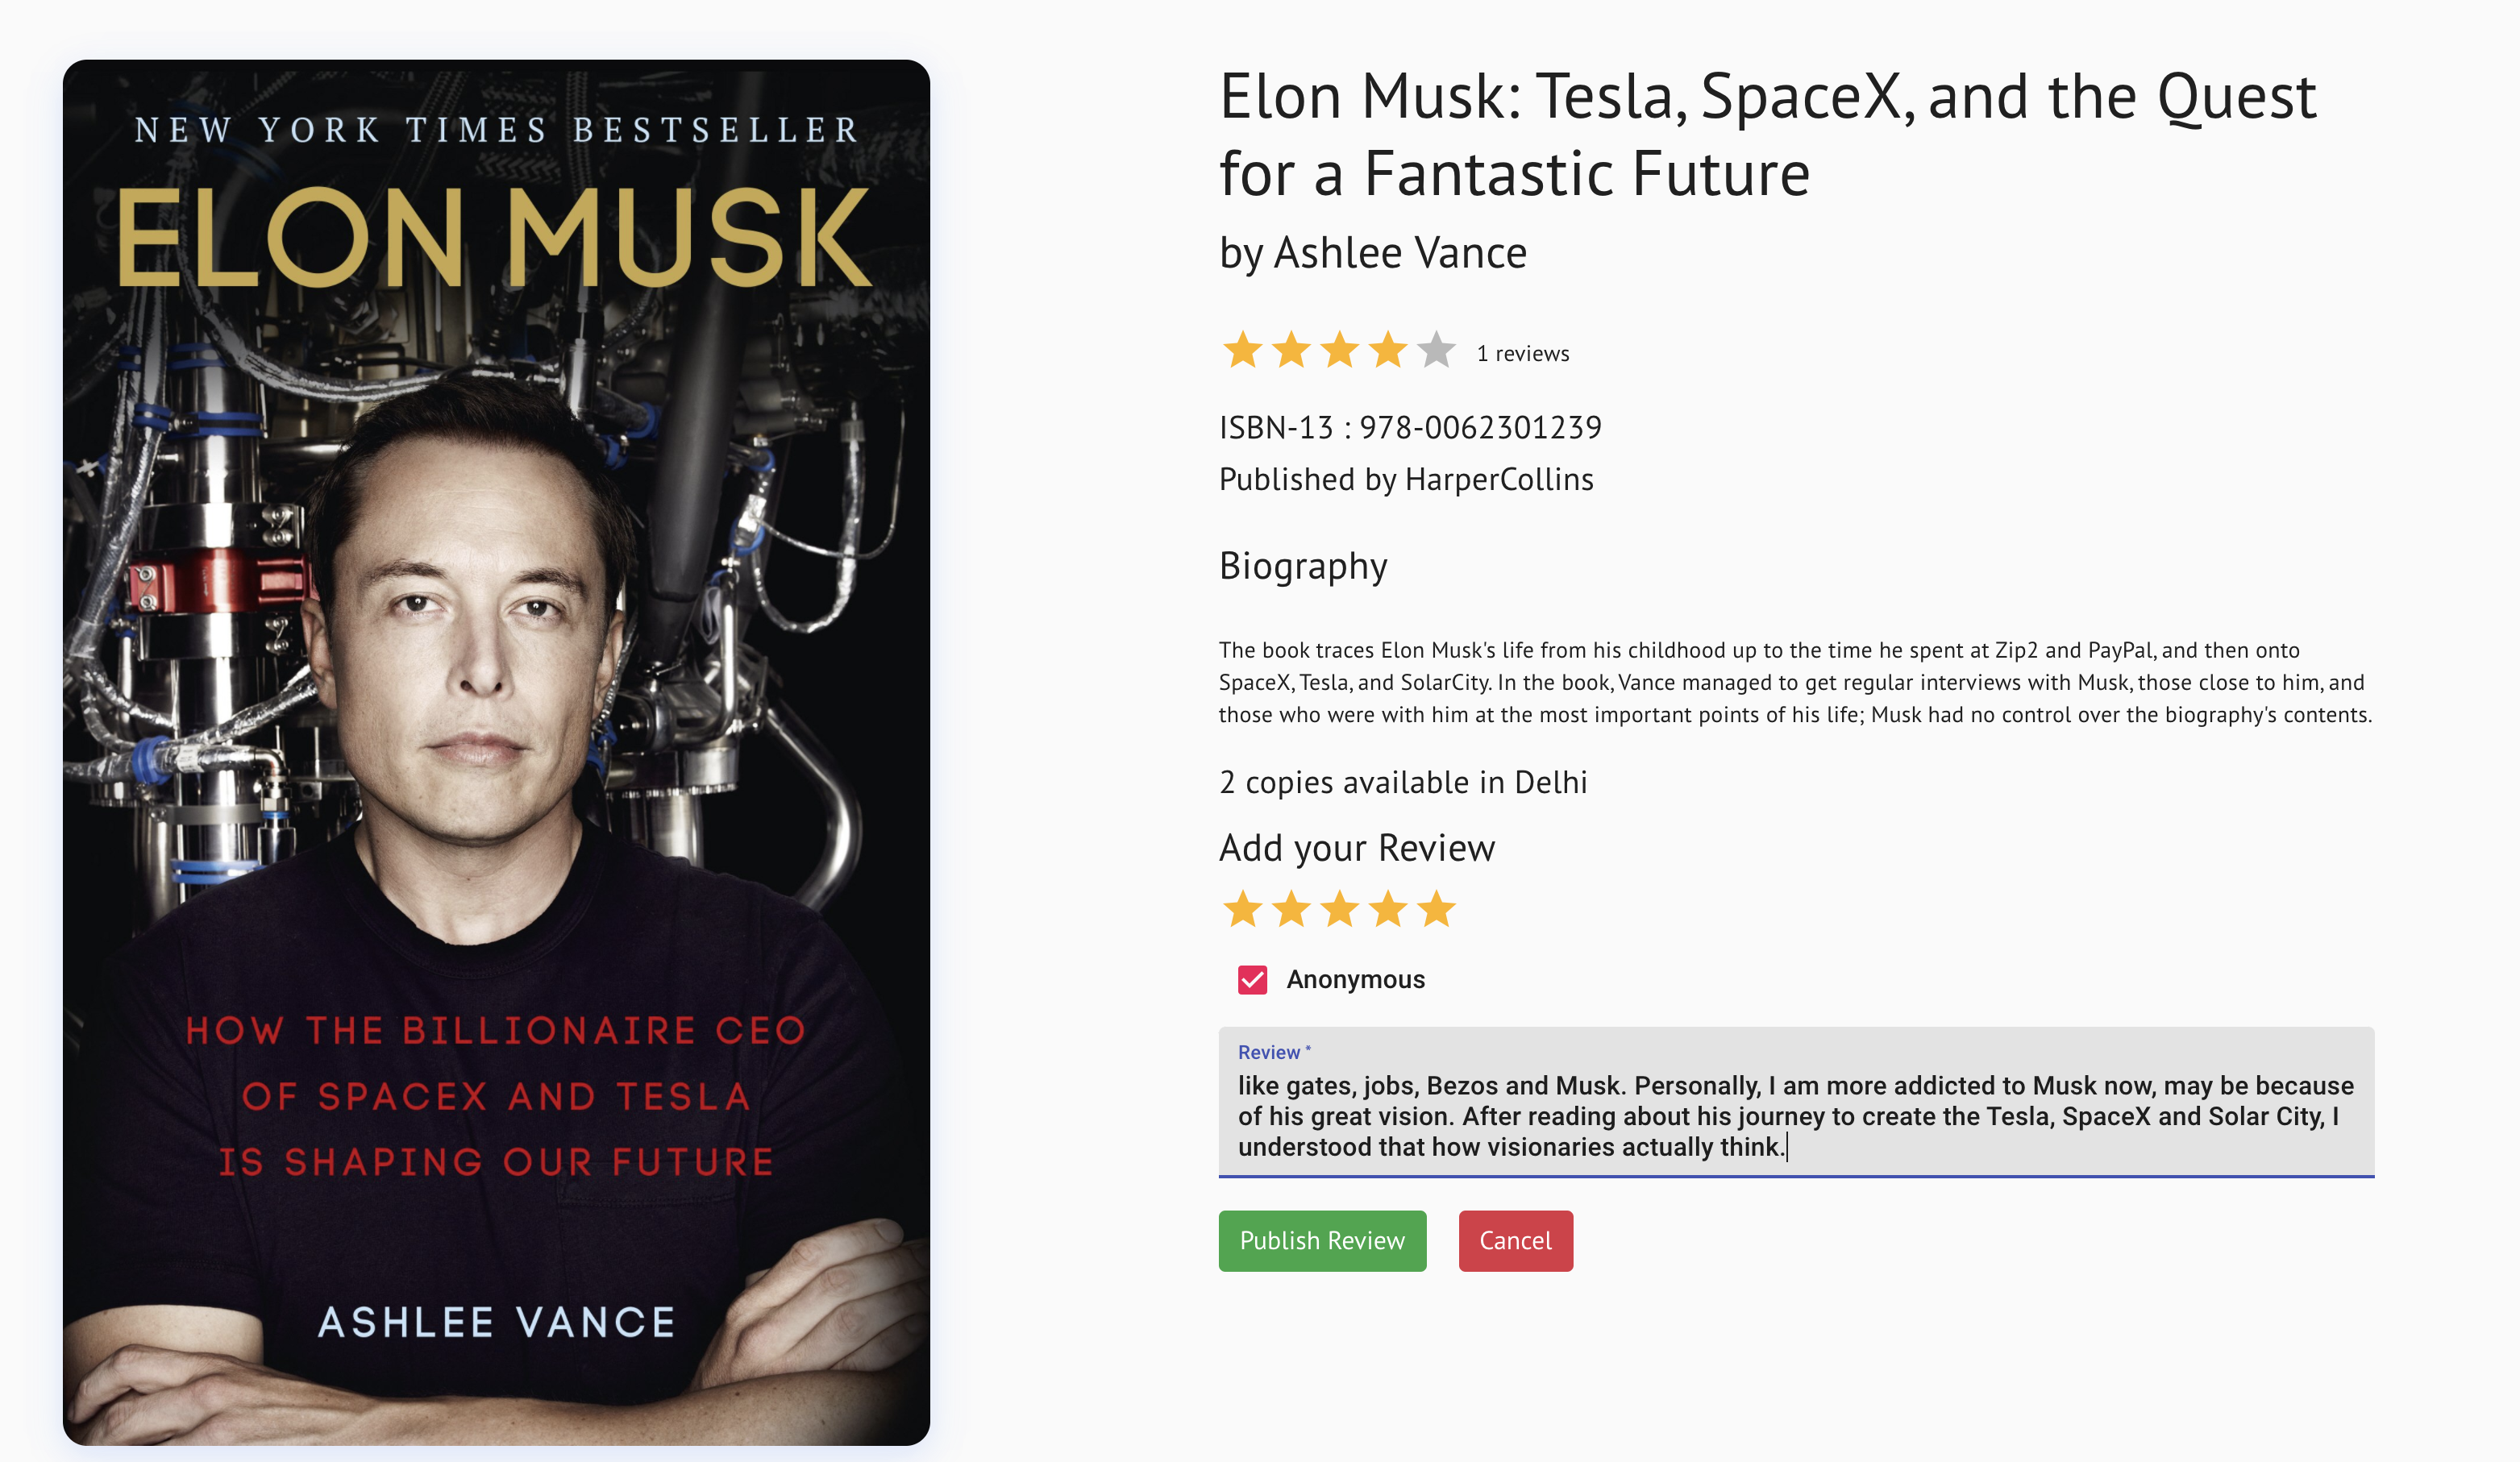 NEW YORK TIMES BESTSELLER
ELON MUSK
HOW THE BILLIONAIRE CEO
OF SPACEX AND TESLA
IS SHAPING OUR FUTURE
ASHLEE VANCE
Elon Musk: Tesla, SpaceX, and the Quest
for a Fantastic Future
by Ashlee Vance
1 reviews
ISBN-13 : 978-0062301239
Published by HarperCollins
Biography
The book traces Elon Musk's life from his childhood up to the time he spent at Zip2 and PayPal, and then onto
SpaceX, Tesla, and SolarCity. In the book, Vance managed to get regular interviews with Musk, those close to him, and
those who were with him at the most important points of his life; Musk had no control over the biography's contents.
2 copies available in Delhi
Add your Review
Anonymous
Review *
like gates, jobs, Bezos and Musk. Personally, I am more addicted to Musk now, may be because
of his great vision. After reading about his journey to create the Tesla, SpaceX and Solar City, I
understood that how visionaries actually think.
Publish Review
Cancel